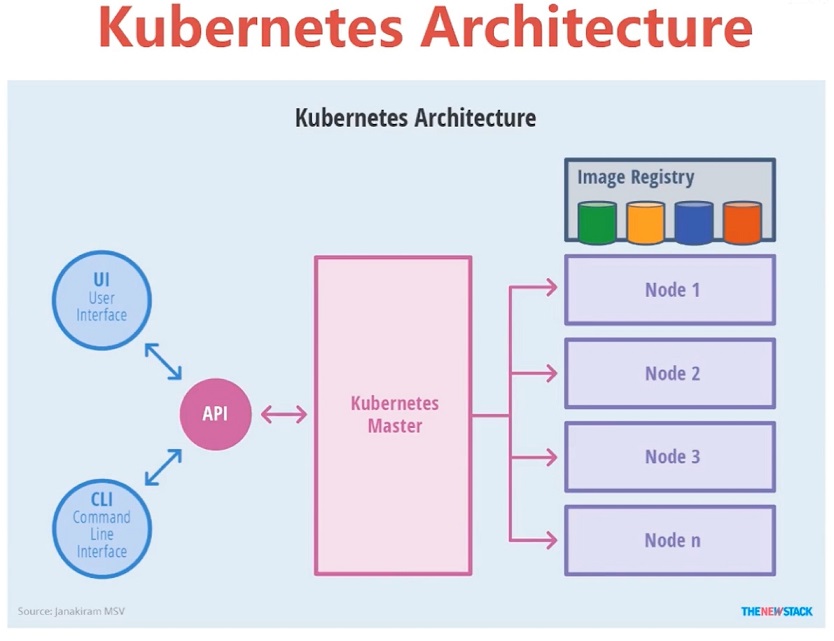 Kubernetes Architecture
Kubernetes Architecture
Image Registry
UI
User
Interface
Node 1
Node 2
API
Kubernetes
Master
Node 3
CLI
Command
Line
Interface
Node n
Source: Janakiram MSV
THENEWSTACK